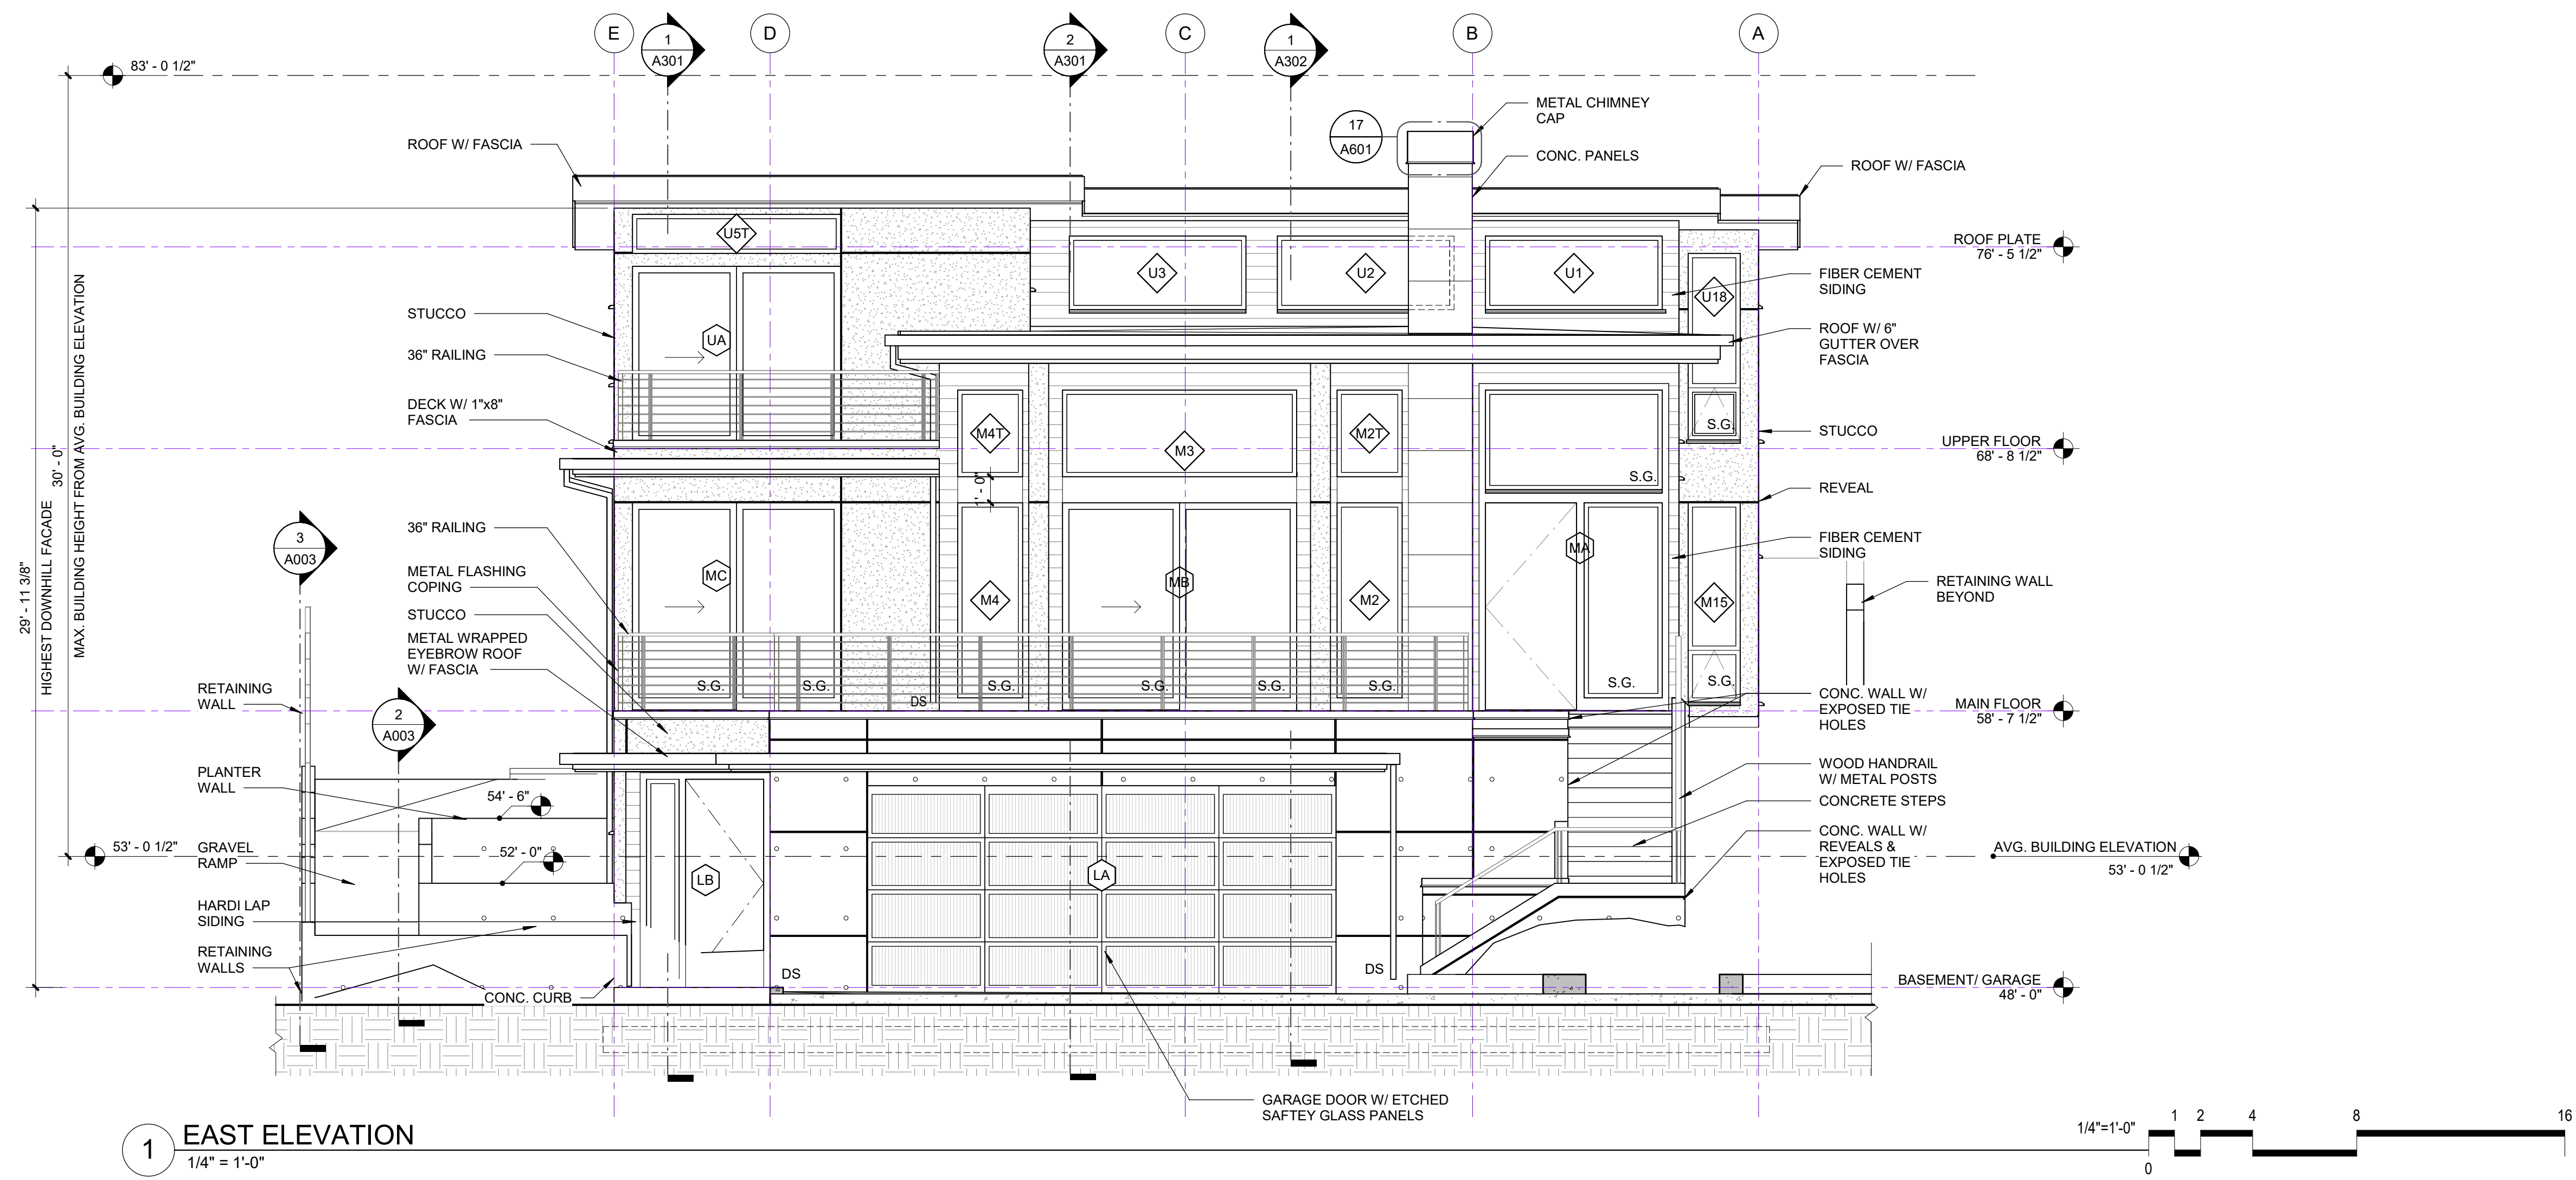 E
D
C
B
A
1
A301
2
A301
1
A302
83' - 0 1/2"
METAL CHIMNEY
CAP
17
A601
CONC. PANELS
ROOF W/ FASCIA
ROOF W/ FASCIA
U5T
U3
U2
U1
U18
ROOF PLATE
76' - 5 1/2"
FIBER CEMENT
SIDING
STUCCO
UA
ROOF W/ 6"
GUTTER OVER
FASCIA
36" RAILING
DECK W/ 1"x8"
FASCIA
M4T
M3
M2T
S.G.
S.G.
STUCCO
UPPER FLOOR
68' - 8 1/2"
1' - 0"
REVEAL
29' - 11 3/8"
HIGHEST DOWNHILL FACADE
30' - 0"
MAX. BUILDING HEIGHT FROM AVG. BUILDING ELEVATION
3
A003
36" RAILING
METAL FLASHING
COPING
STUCCO
METAL WRAPPED
EYEBROW ROOF
W/ FASCIA
MC
M4
MB
M2
MA
M15
FIBER CEMENT
SIDING
RETAINING WALL
BEYOND
S.G.
S.G.
DS
S.G.
S.G.
S.G.
S.G.
S.G.
S.G.
RETAINING
WALL
2
A003
CONC. WALL W/
EXPOSED TIE
HOLES
MAIN FLOOR
58' - 7 1/2"
PLANTER
WALL
54' - 6"
WOOD HANDRAIL
W/ METAL POSTS
CONCRETE STEPS
53' - 0 1/2"
GRAVEL
RAMP
52' - 0"
LB
LA
CONC. WALL W/
REVEALS &
EXPOSED TIE
HOLES
AVG. BUILDING ELEVATION
53' - 0 1/2"
HARDI LAP
SIDING
RETAINING
WALLS
CONC. CURB
DS
DS
BASEMENT/ GARAGE
48' - 0"
GARAGE DOOR W/ ETCHED
SAFTEY GLASS PANELS
1
EAST ELEVATION
1/4" = 1'-0"
1/4"=1'-0"
0
1
2
4
8
16